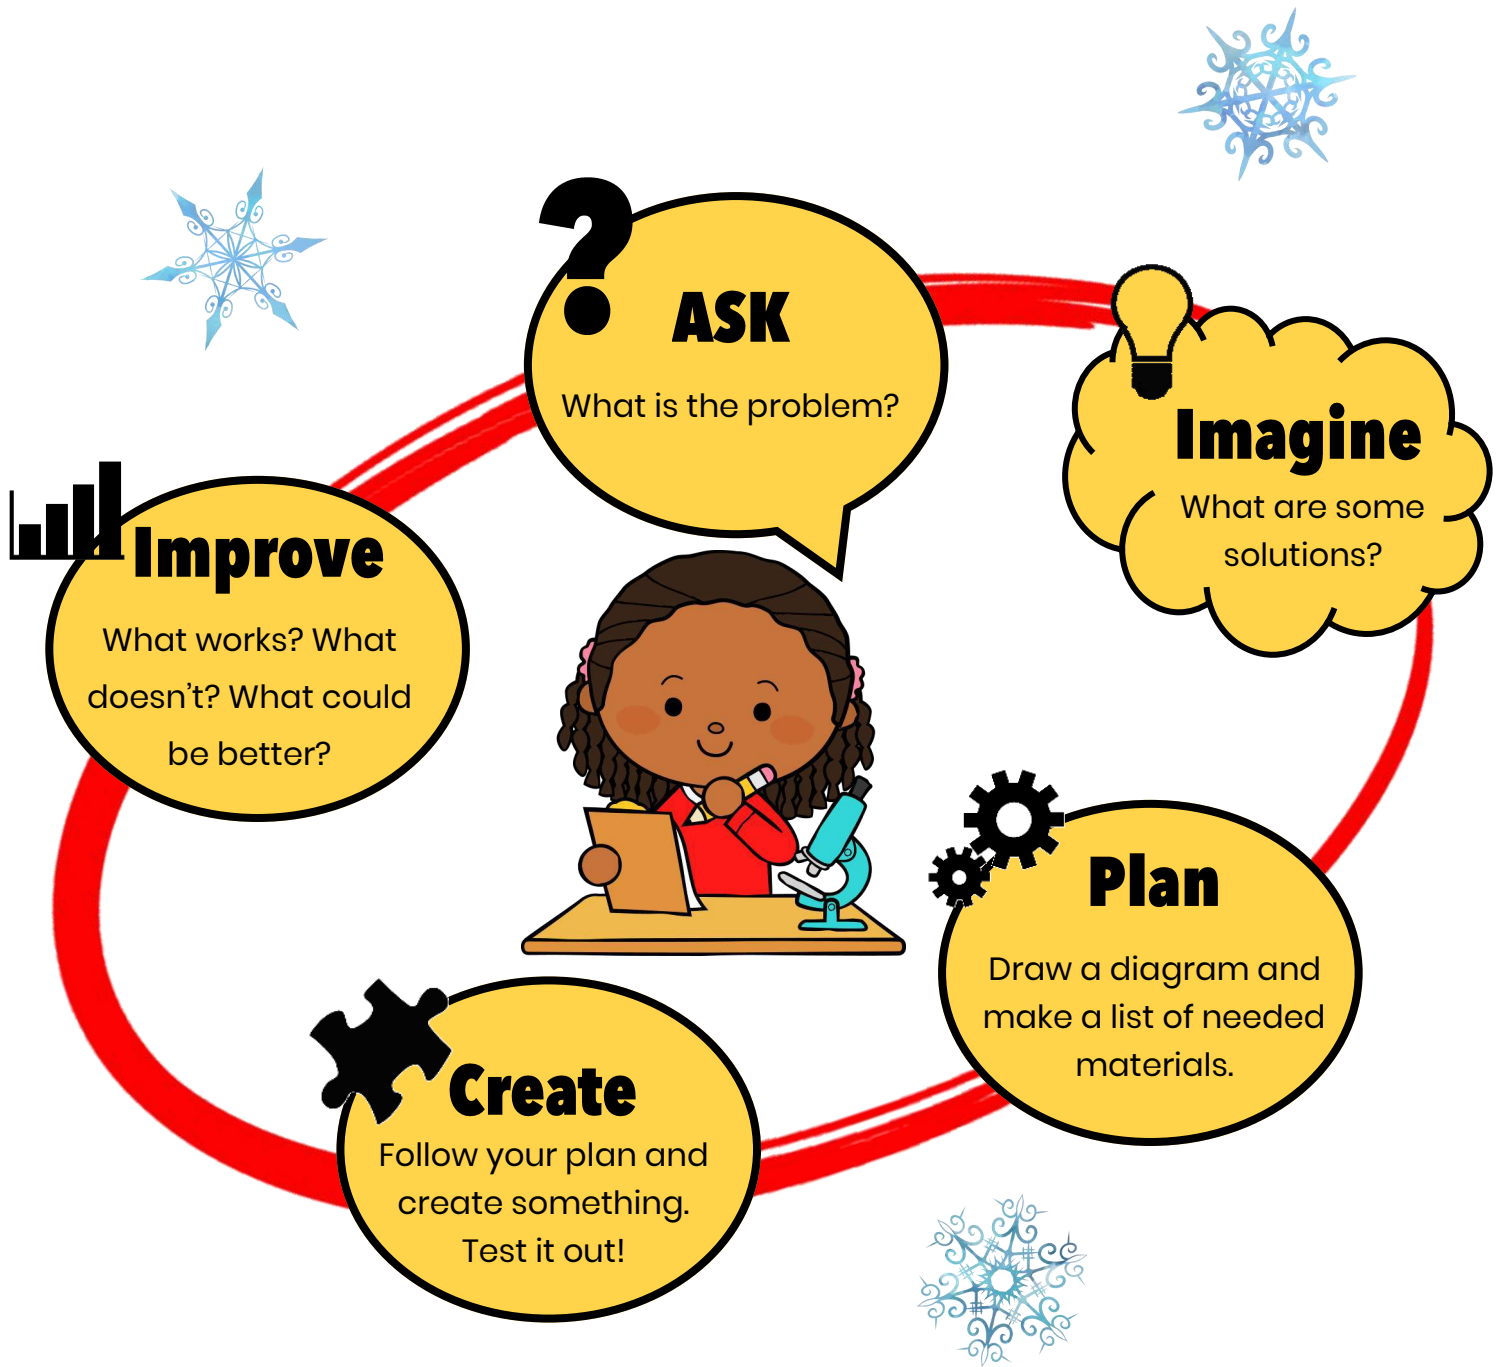 ?
ASK
What is the problem?
Imagine
What are some
solutions?
Plan
Draw a diagram and
make a list of needed
materials.
Create
Follow your plan and
create something.
Test it out!
Improve
What works? What
doesn't? What could
be better?